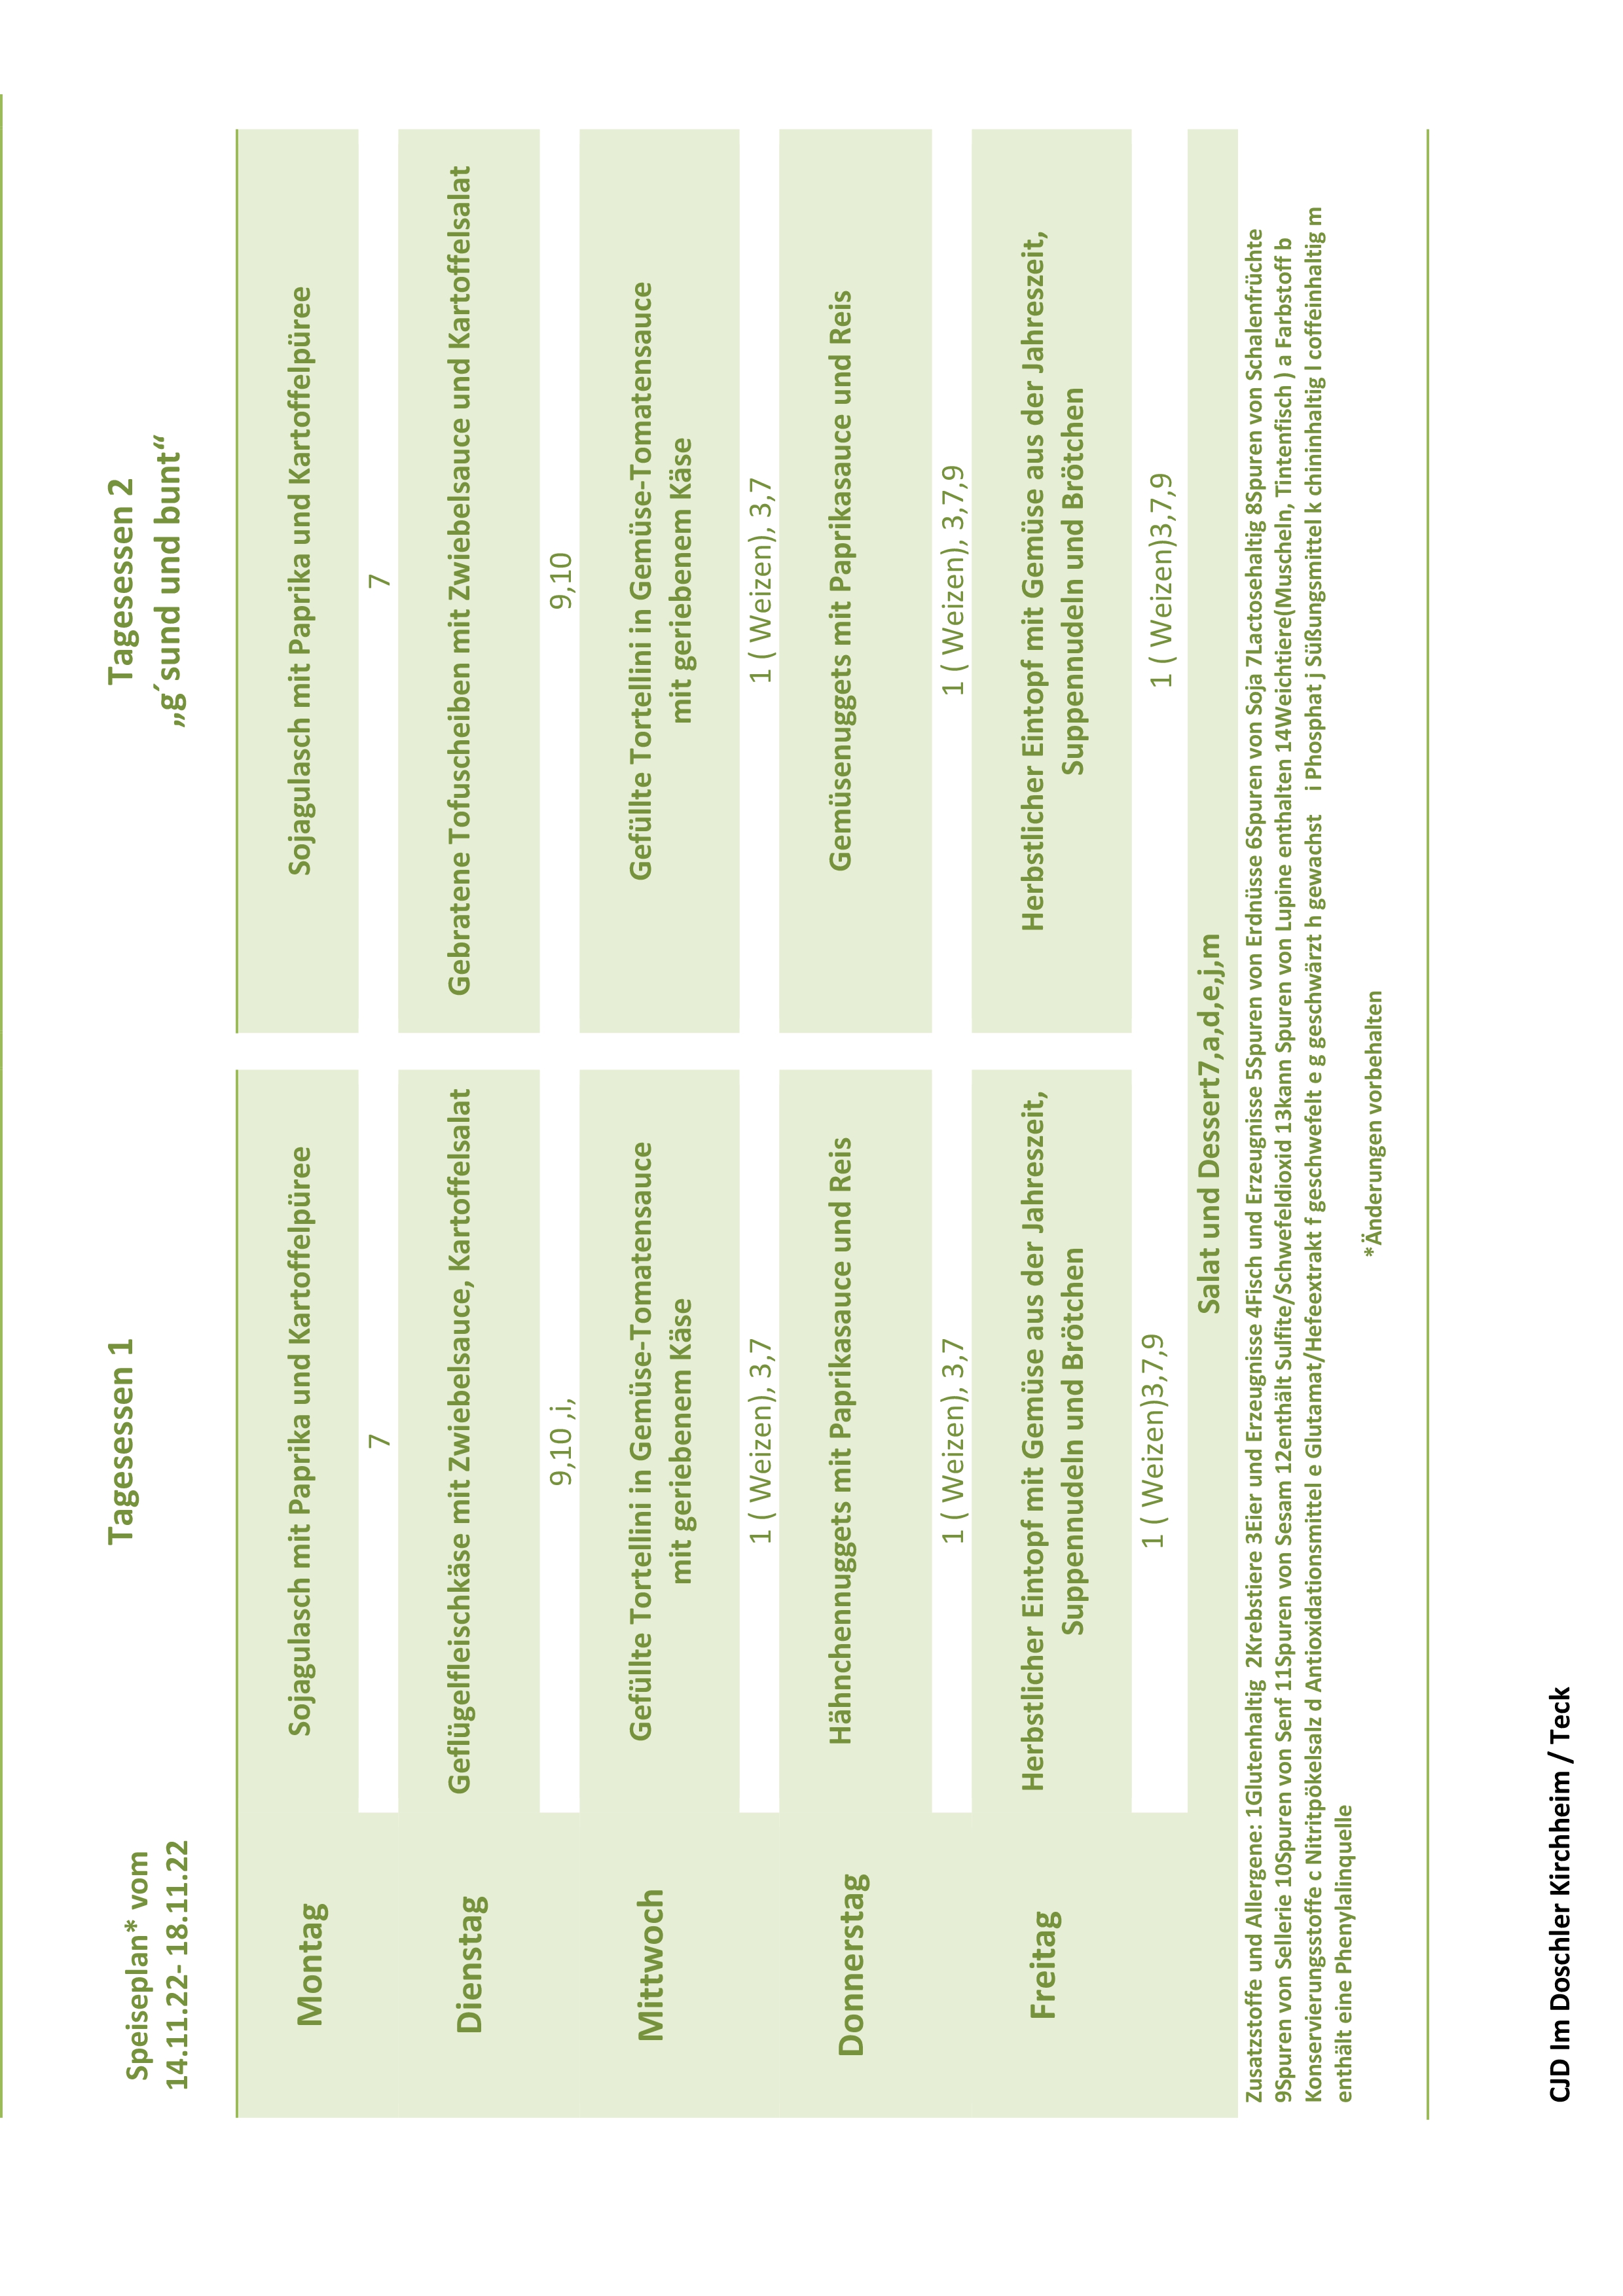 Speiseplan* vom
14.11.22- 18.11.22
Tagesessen 1
Tagesessen 2
„g´sund und bunt“
Montag
Sojagulasch mit Paprika und Kartoffelpüree
Sojagulasch mit Paprika und Kartoffelpüree
7
7
Dienstag
Geflügelfleischkäse mit Zwiebelsauce, Kartoffelsalat
Gebratene Tofuscheiben mit Zwiebelsauce und Kartoffelsalat
9,10 ,i,
9,10
Mittwoch
Gefüllte Tortellini in Gemüse-Tomatensauce
mit geriebenem Käse
Gefüllte Tortellini in Gemüse-Tomatensauce
mit geriebenem Käse
1 ( Weizen), 3,7
1 ( Weizen), 3,7
Donnerstag
Hähnchennuggets mit Paprikasauce und Reis
Gemüsenuggets mit Paprikasauce und Reis
1 ( Weizen), 3,7
1 ( Weizen), 3,7,9
Freitag
Herbstlicher Eintopf mit Gemüse aus der Jahreszeit,
Suppennudeln und Brötchen
Herbstlicher Eintopf mit Gemüse aus der Jahreszeit,
Suppennudeln und Brötchen
1 ( Weizen)3,7,9
1 ( Weizen)3,7,9
Salat und Dessert7,a,d,e,j,m
Zusatzstoffe und Allergene: 1Glutenhaltig  2Krebstiere 3Eier und Erzeugnisse 4Fisch und Erzeugnisse 5Spuren von Erdnüsse 6Spuren von Soja 7Lactosehaltig 8Spuren von Schalenfrüchte
9Spuren von Sellerie 10Spuren von Senf 11Spuren von Sesam 12enthält Sulfite/Schwefeldioxid 13kann Spuren von Lupine enthalten 14Weichtiere(Muscheln, Tintenfisch ) a Farbstoff b
Konservierungsstoffe c Nitritpökelsalz d Antioxidationsmittel e Glutamat/Hefeextrakt f geschwefelt e g geschwärzt h gewachst    i Phosphat j Süßungsmittel k chininhaltig l coffeinhaltig m
enthält eine Phenylalinquelle
*Änderungen vorbehalten
CJD Im Doschler Kirchheim / Teck